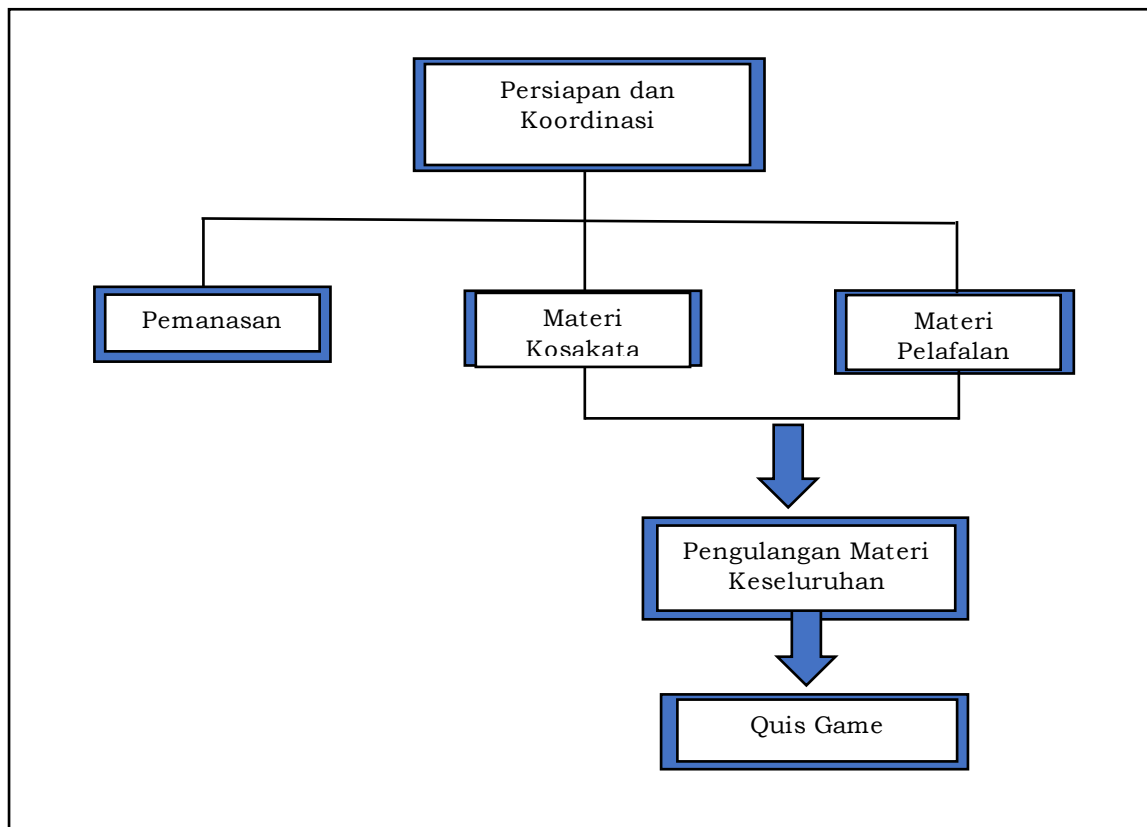 Persiapan dan
Koordinasi
Pemanasan
Materi
Kosakata
Materi
Pelafalan
Pengulangan Materi
Keseluruhan
Quis Game